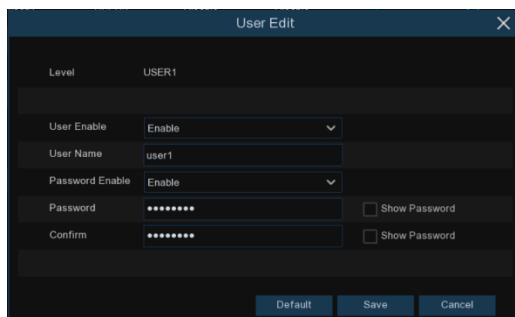 User Edit
Level USER1
User Enable Enable
User Name user1
Password Enable Enable
Password •••••••• Show Password
Confirm •••••••• Show Password
Default Save Cancel